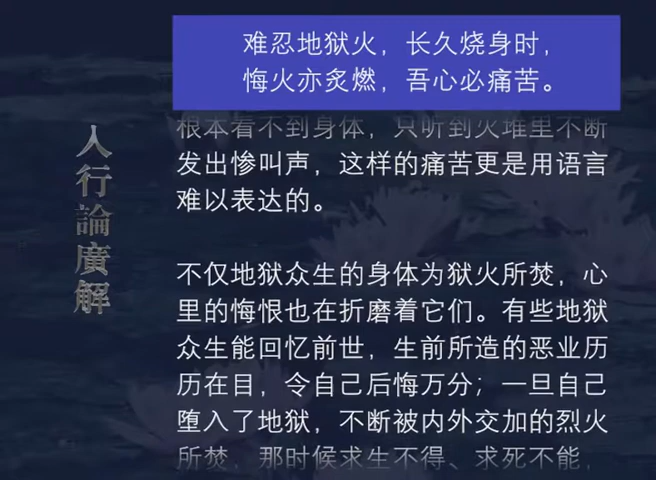 难忍地狱火，长久烧身时，
悔火亦炙燃，吾心必痛苦。
入行論廣解
根本看不到身体，只听到火堆里不断
发出惨叫声，这样的痛苦更是用语言
难以表达的。
不仅地狱众生的身体为狱火所焚，心
里的悔恨也在折磨着它们。有些地狱
众生能回忆前世，生前所造的恶业历
历在目，令自己后悔万分；一旦自己
堕入了地狱，不断被内外交加的烈火
所焚，那时候求生不得、求死不能，